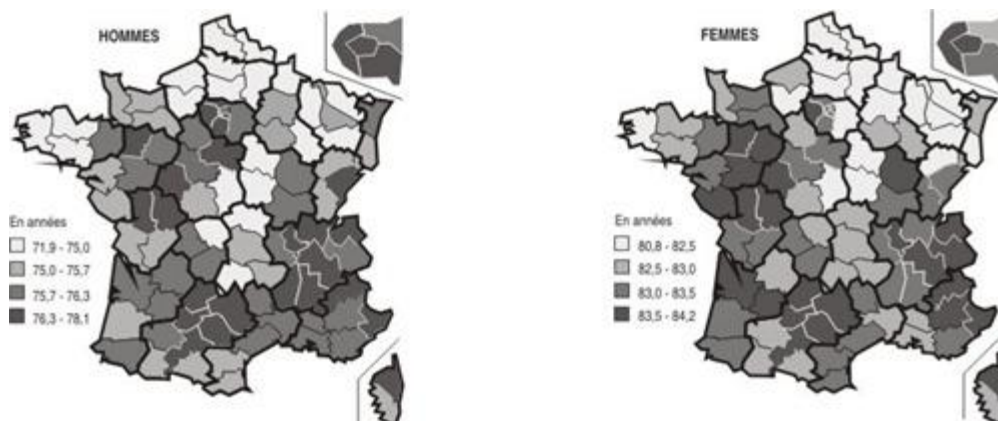 HOMMES
En années
71,9 - 75,0
75,0 - 75,7
75,7 - 76,3
76,3 - 78,1
FEMMES
En années
80,8 - 82,5
82,5 - 83,0
83,0 - 83,5
83,5 - 84,2